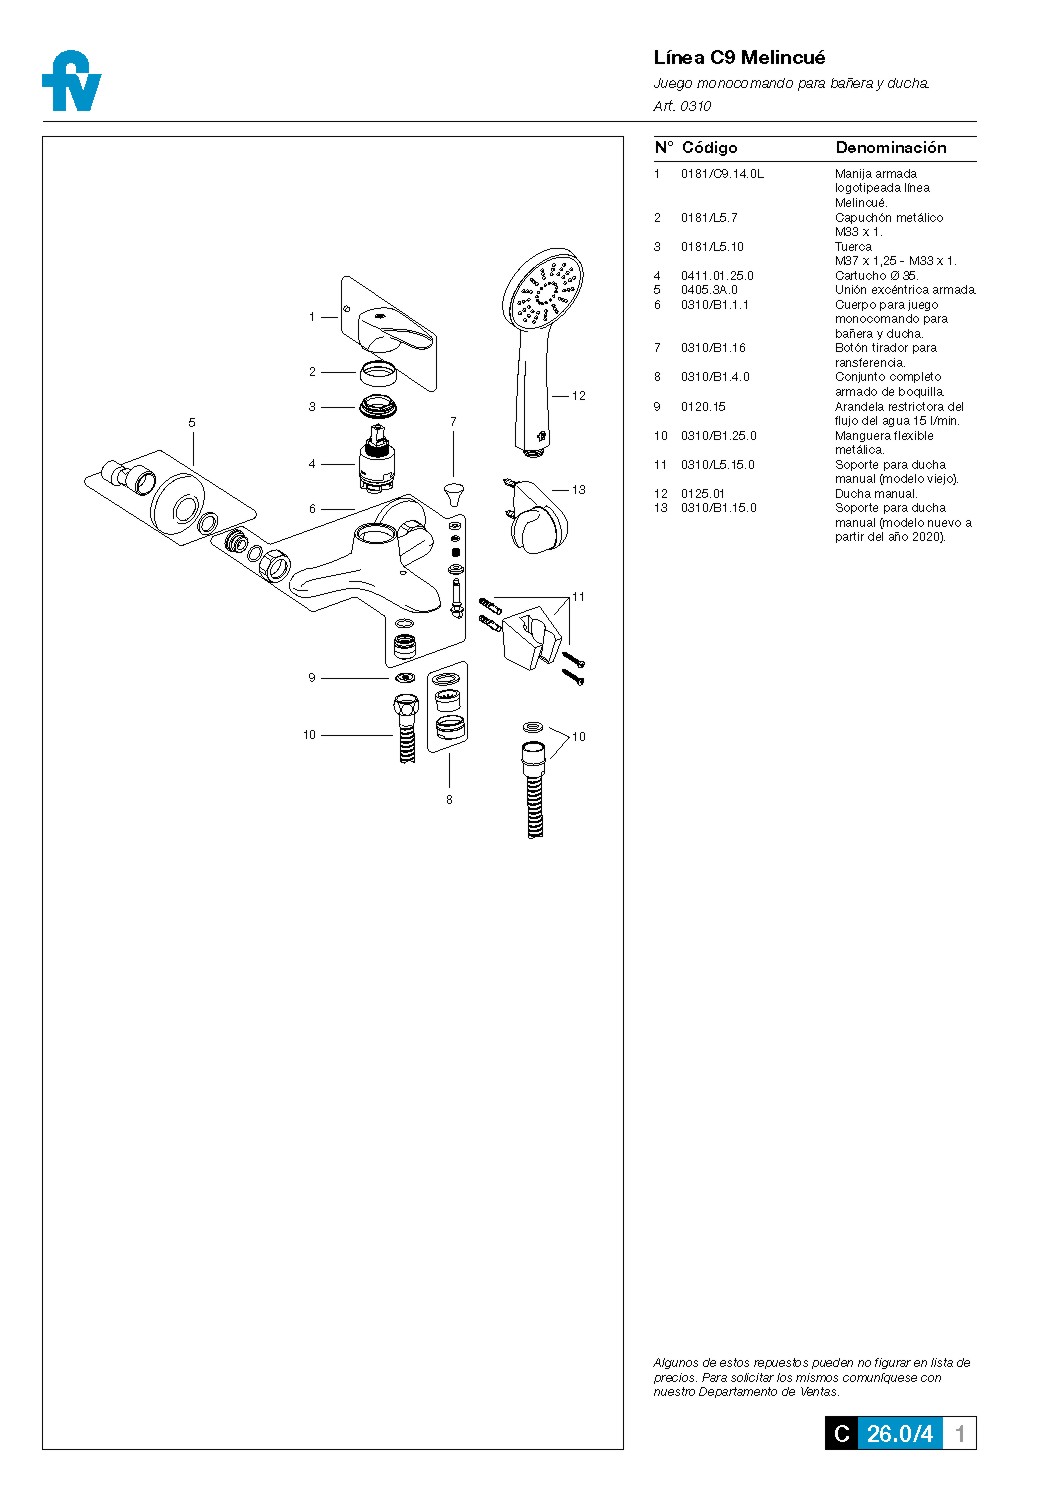 fv
Línea C9 Melincué
Juego monocomando para bañera y ducha.
Art. 0310
N° Código Denominación
1 0181/C9.14.0L Manija armada
logotipeada línea
Melincué.
2 0181/L5.7 Capuchón metálico
M33 x 1.
3 0181/L5.10 Tuerca
M37 x 1,25 - M33 x 1.
4 0411.01.25.0 Cartucho Ø 35.
5 0405.3A.0 Unión excéntrica armada.
6 0310/B1.1.1 Cuerpo para juego
monocomando para
bañera y ducha.
7 0310/B1.16 Botón tirador para
ransferencia.
8 0310/B1.4.0 Conjunto completo
armado de boquilla.
9 0120.15 Arandela restrictora del
flujo del agua 15 l/min.
10 0310/B1.25.0 Manguera flexible
metálica.
11 0310/L5.15.0 Soporte para ducha
manual (modelo viejo).
12 0125.01 Ducha manual.
13 0310/B1.15.0 Soporte para ducha
manual (modelo nuevo a
partir del año 2020).
1
2
3
4
5
6
7
12
13
11
9
10
10
8
Algunos de estos repuestos pueden no figurar en lista de
precios. Para solicitar los mismos comuníquese con
nuestro Departamento de Ventas.
C 26.0/4 1